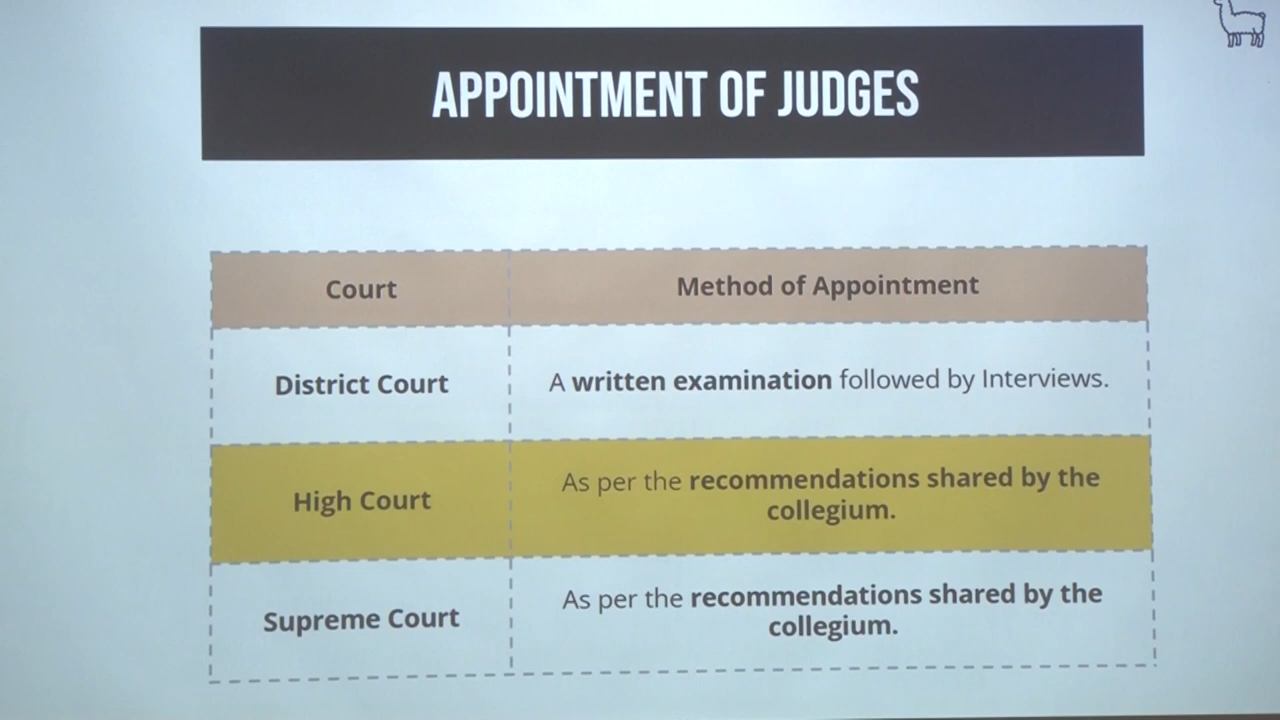 APPOINTMENT OF JUDGES
Court
Method of Appointment
District Court
A written examination followed by Interviews.
High Court
As per the recommendations shared by the
collegium.
Supreme Court
As per the recommendations shared by the
collegium.